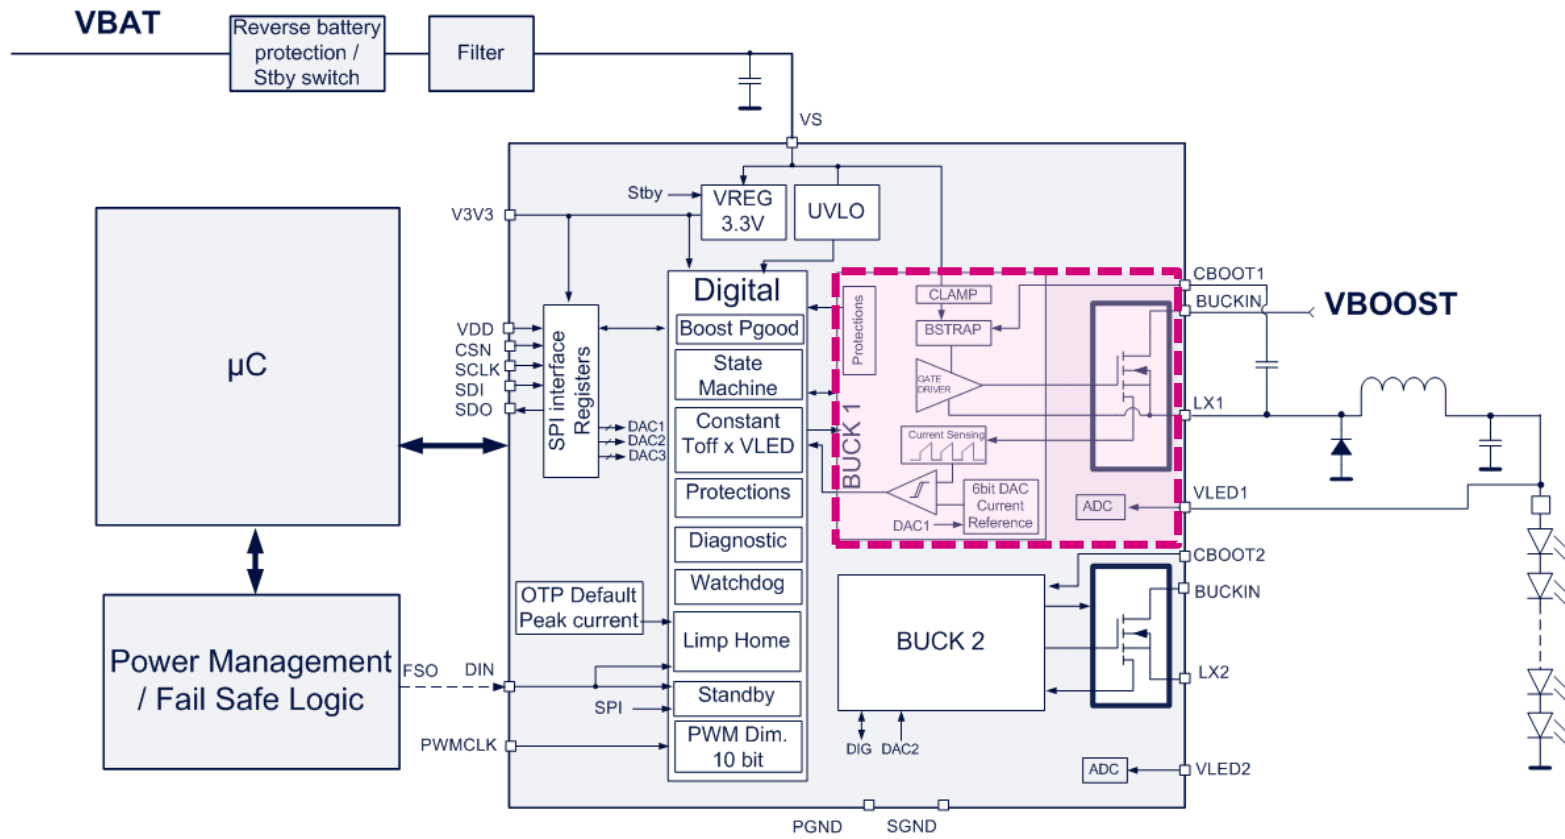 VBAT
Reverse battery
protection /
Stby switch
Filter
VS
Stby
VREG
3.3V
UVLO
V3V3
µC
VDD
CSN
SCLK
SDI
SDO
SPI interface
Registers
DAC1
DAC2
DAC3
Digital
Boost Pgood
State
Machine
Constant
Toff x VLED
Protections
Diagnostic
Watchdog
Limp Home
Standby
PWM Dim.
10 bit
OTP Default
Peak current
Power Management
/ Fail Safe Logic
FSO
DIN
SPI
PWMCLK
BUCK 1
Protections
CLAMP
BSTRAP
GATE
DRIVER
Current Sensing
6bit DAC
Current
Reference
DAC1
ADC
CBOOT1
BUCKIN
VBOOST
LX1
VLED1
CBOOT2
BUCKIN
BUCK 2
LX2
DIG
DAC2
ADC
VLED2
PGND
SGND